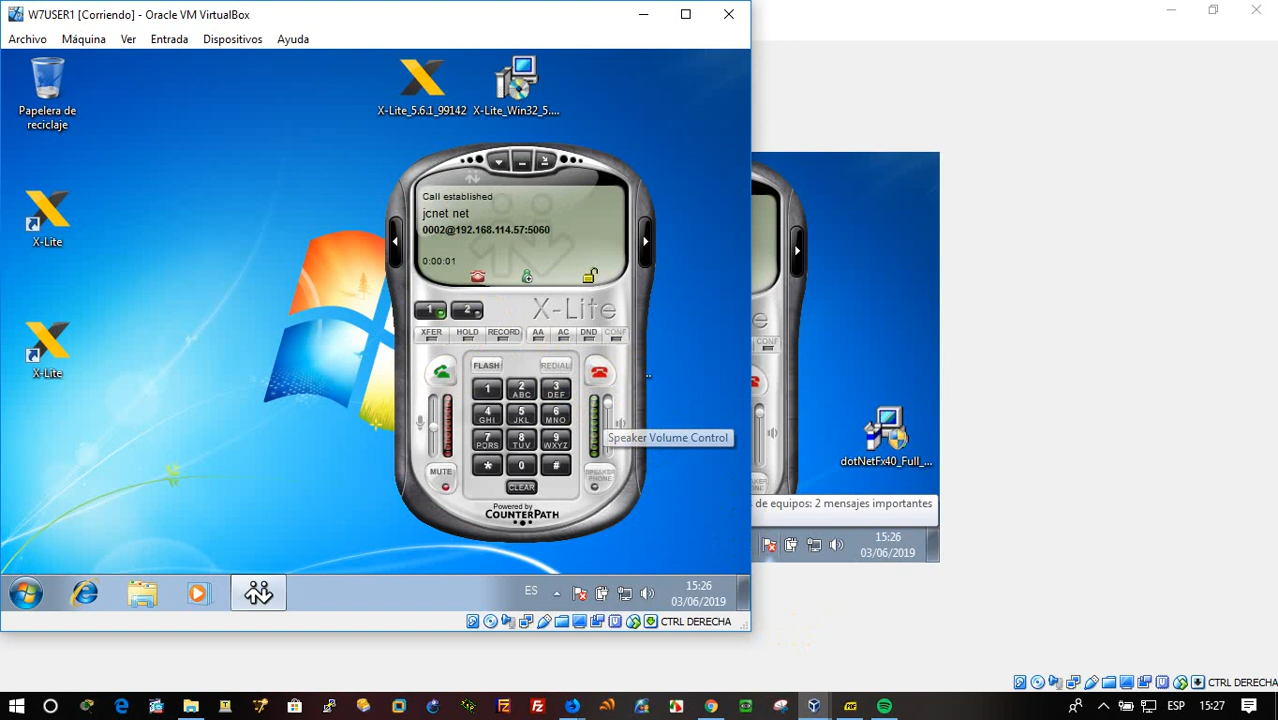 W7USER1 [Corriendo] - Oracle VM VirtualBox
Archivo Máquina Ver Entrada Dispositivos Ayuda
Papelera de
reciclaje
X-Lite_5.6.1_99142
X-Lite_Win32_5....
X-Lite
X-Lite
Call established
jcnet net
0002@192.168.114.57:5060
0:00:01
1 2 X-Lite
XFER HOLD RECORD AA AC DND CONF
FLASH REDIAL
1 2 ABC 3 DEF
4 GHI 5 JKL 6 MNO
7 PQRS 8 TUV 9 WXYZ
* 0 #
MUTE
SPEAKER
PHONE
CLEAR
Powered by
COUNTERPATH
Speaker Volume Control
e
CONF
dotNetFx40_Full_...
de equipos: 2 mensajes importantes
15:26
03/06/2019
ES
15:26
03/06/2019
CTRL DERECHA
CTRL DERECHA
ESP 15:27